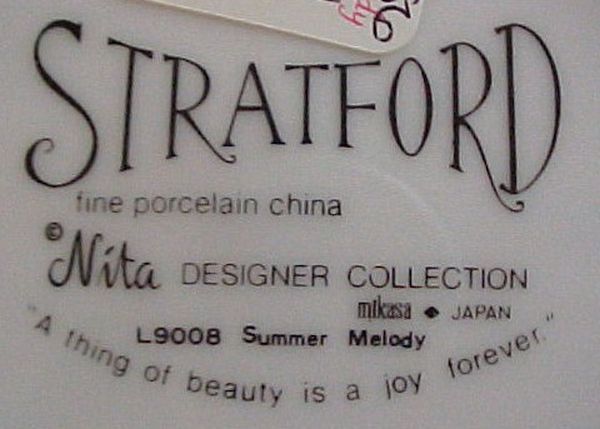 STRATFORD
fine porcelain china
© Nita DESIGNER COLLECTION
mikasa ◆ JAPAN
L9008 Summer Melody
"A thing of beauty is a joy forever."